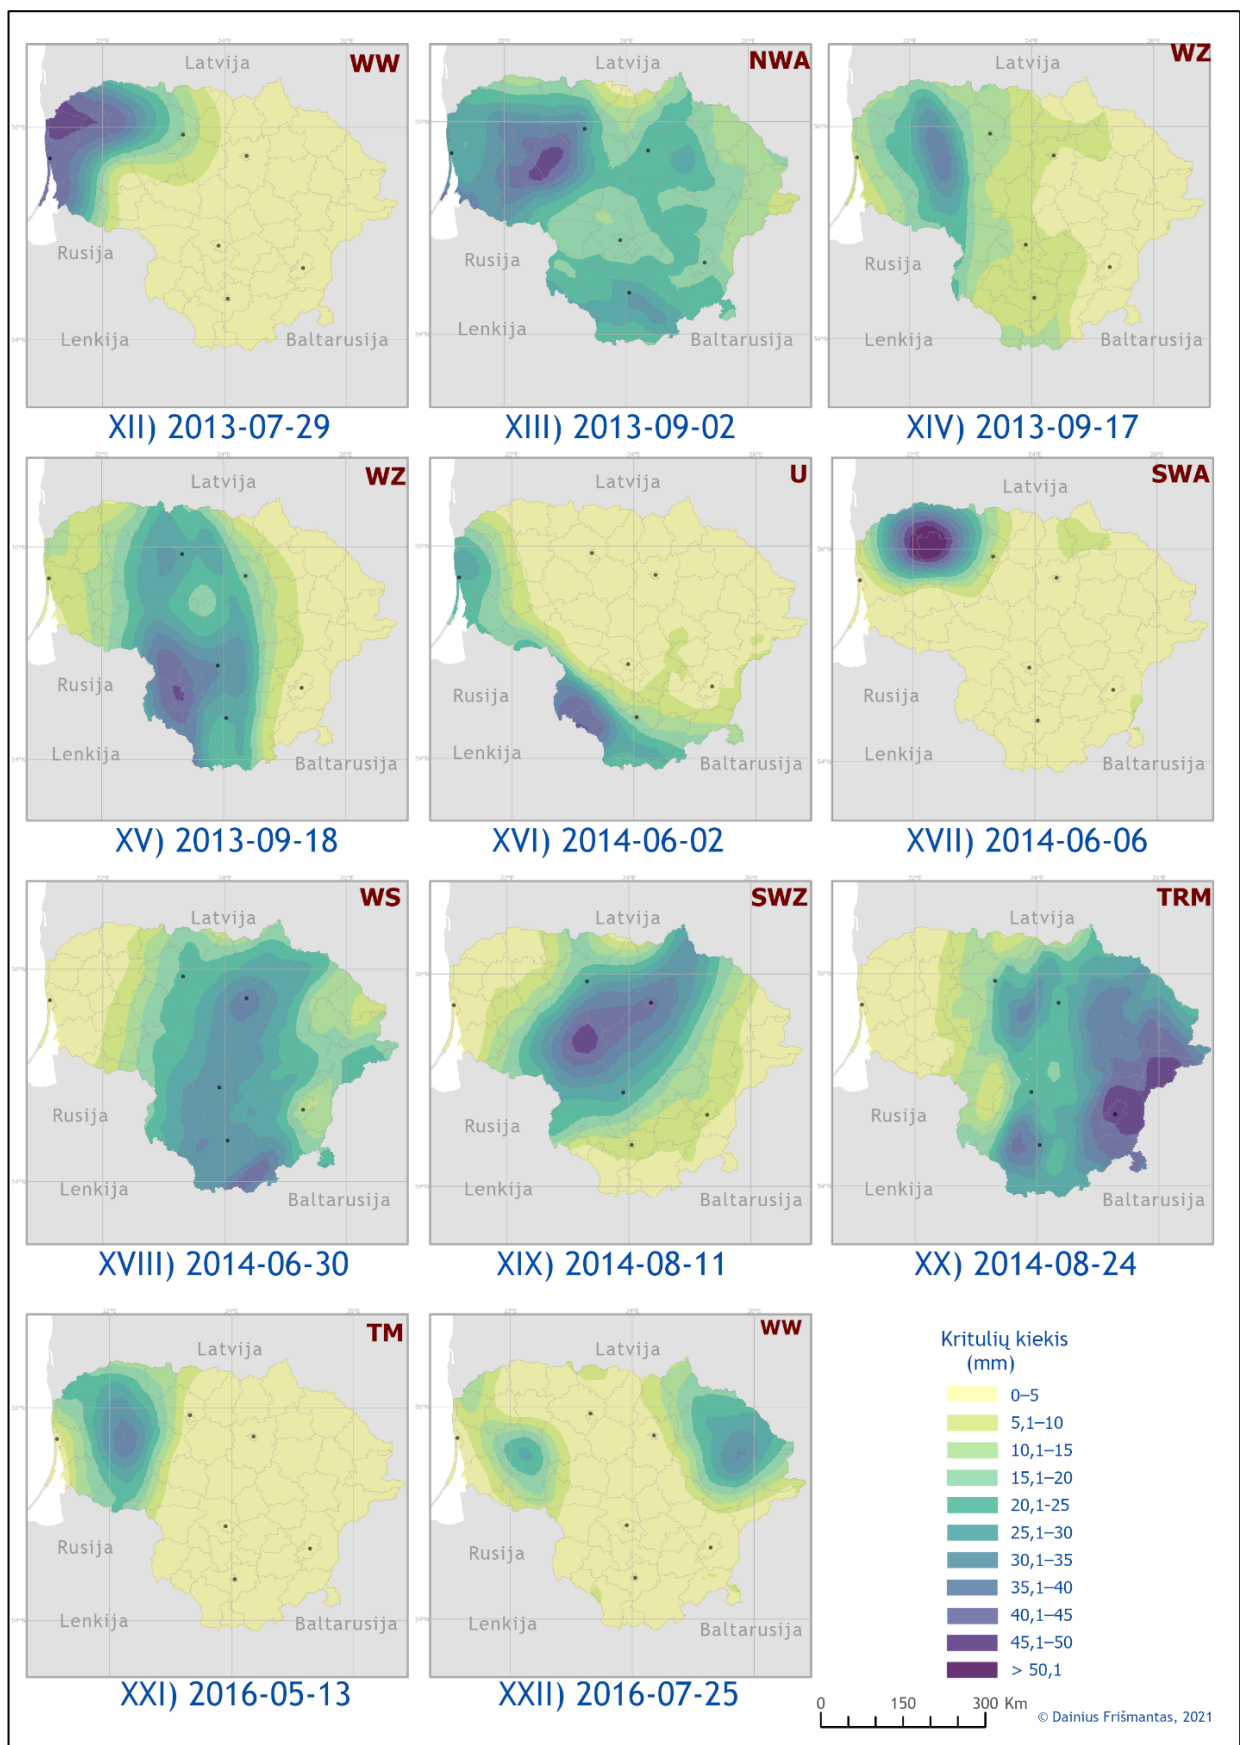 WW
Latvija
Rusija
Lenkija
Baltarusija
XII) 2013-07-29
NWA
Latvija
Rusija
Lenkija
Baltarusija
XIII) 2013-09-02
WZ
Latvija
Rusija
Lenkija
Baltarusija
XIV) 2013-09-17
WZ
Latvija
Rusija
Lenkija
Baltarusija
XV) 2013-09-18
U
Latvija
Rusija
Lenkija
Baltarusija
XVI) 2014-06-02
SWA
Latvija
Rusija
Lenkija
Baltarusija
XVII) 2014-06-06
WS
Latvija
Rusija
Lenkija
Baltarusija
XVIII) 2014-06-30
SWZ
Latvija
Rusija
Lenkija
Baltarusija
XIX) 2014-08-11
TRM
Latvija
Rusija
Lenkija
Baltarusija
XX) 2014-08-24
TM
Latvija
Rusija
Lenkija
Baltarusija
XXI) 2016-05-13
WW
Latvija
Rusija
Lenkija
Baltarusija
XXII) 2016-07-25
Kritulių kiekis
(mm)
0–5
5,1–10
10,1–15
15,1–20
20,1-25
25,1–30
30,1–35
35,1–40
40,1–45
45,1–50
> 50,1
0 150 300 Km
© Dainius Frišmantas, 2021